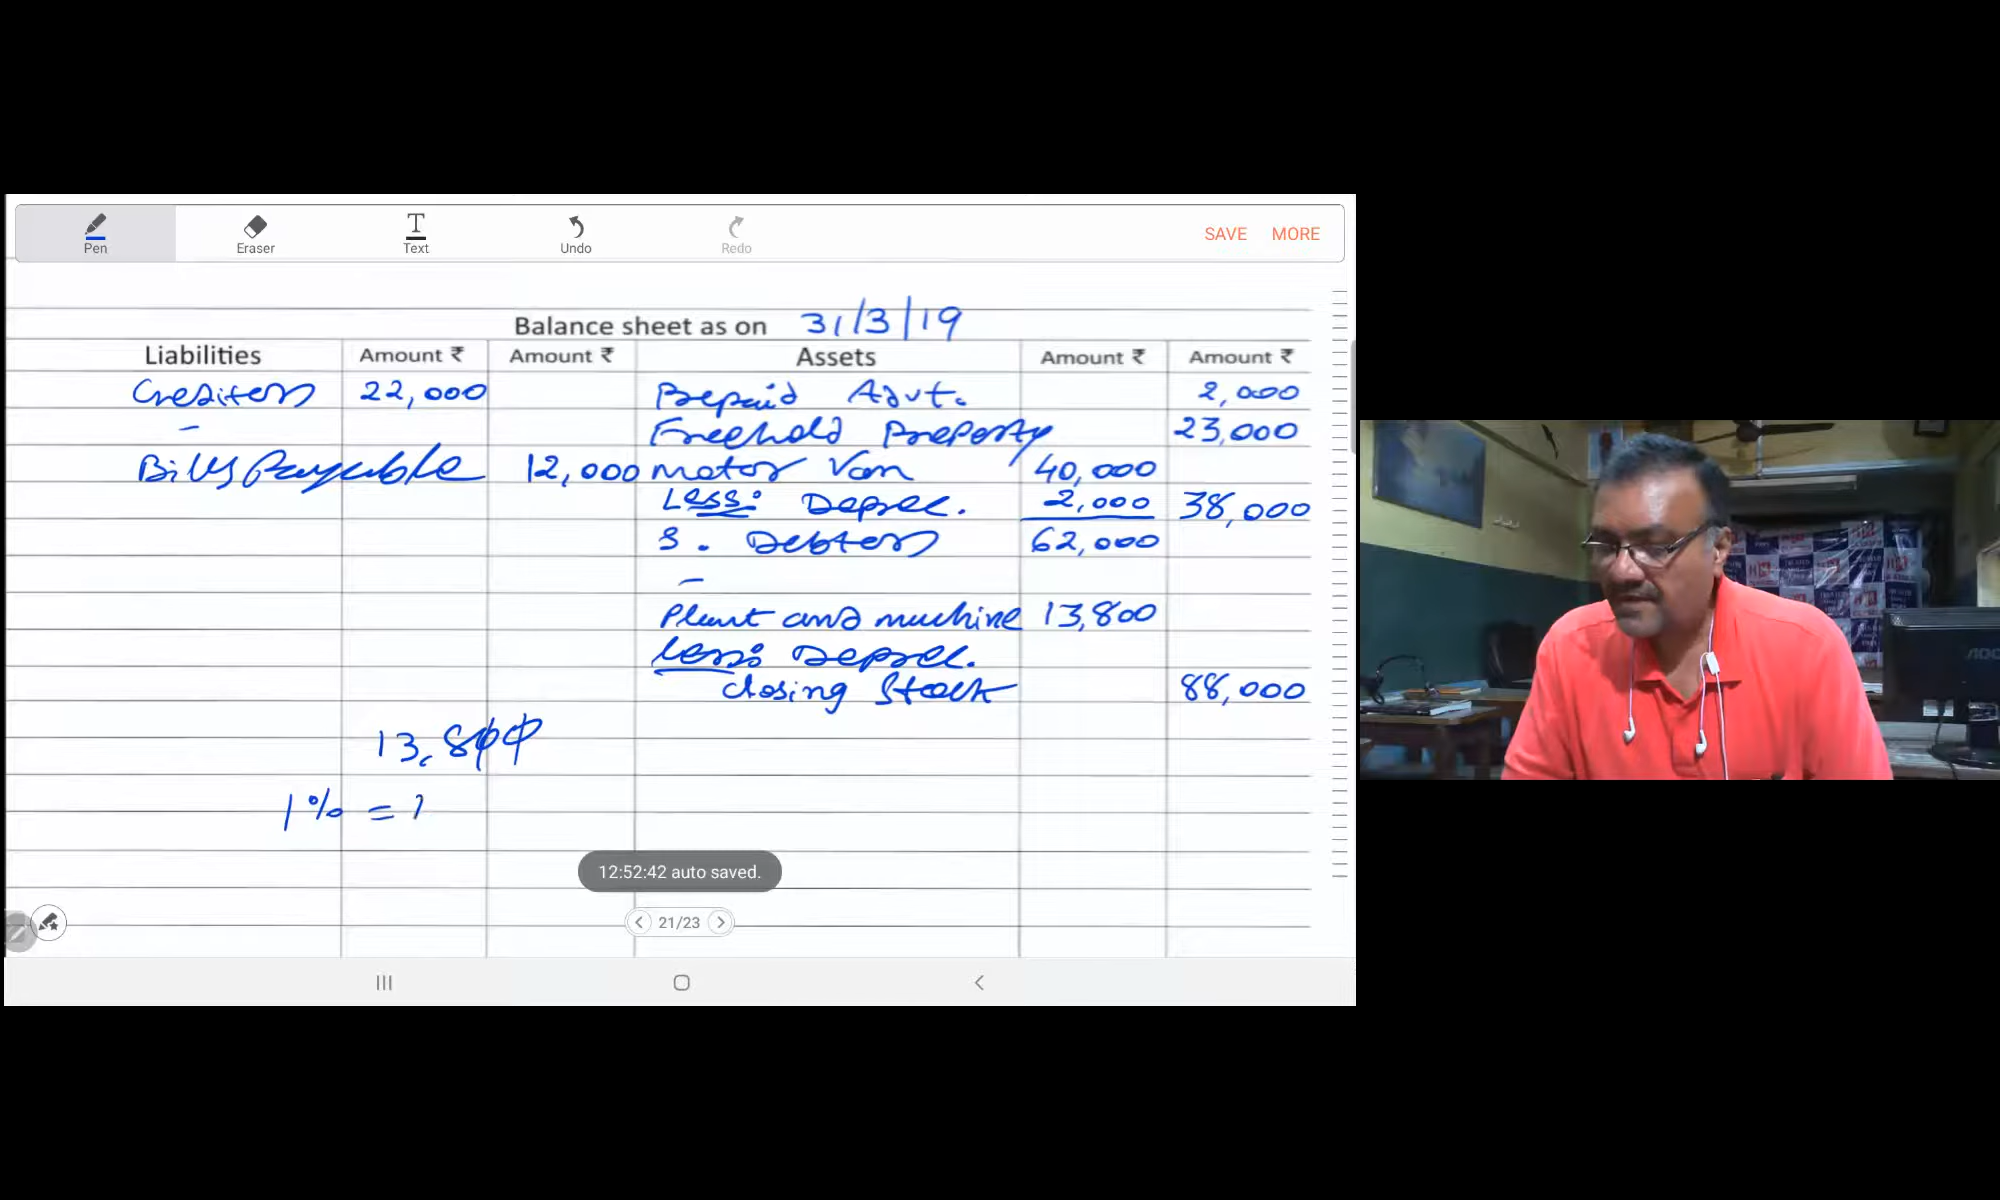 Pen Eraser Text Undo Redo SAVE MORE
Balance sheet as on 31/3/19
Liabilities Amount ₹ Amount ₹ Assets Amount ₹ Amount ₹
Creditors 22,000 Prepaid Advt. 2,000
- Freehold Property 23,000
Bills Payable 12,000 Motor Van 40,000
Less: Deprec. 2,000 38,000
S. Debtors 62,000
-
Plant and machine 13,800
Less: Deprec.
closing Stock 88,000
13,800
1% = 1
12:52:42 auto saved.
21/23
AOC